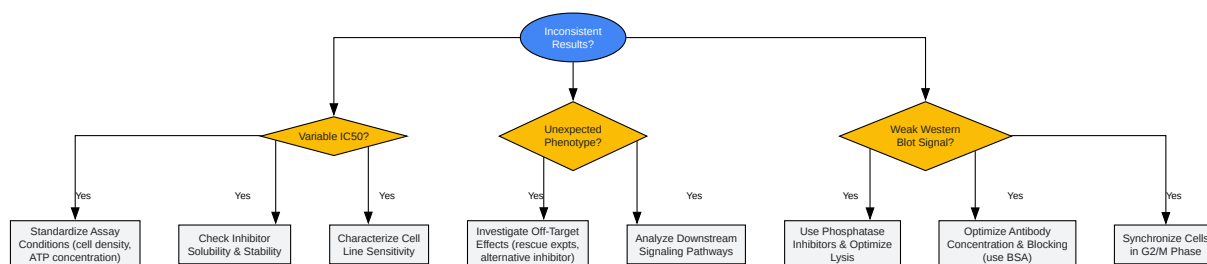 Inconsistent
Results?
Variable IC50?
Unexpected
Phenotype?
Weak Western
Blot Signal?
Yes
Yes
Yes
Yes
Yes
Yes
Yes
Yes
Standardize Assay
Conditions (cell density,
ATP concentration)
Check Inhibitor
Solubility & Stability
Characterize Cell
Line Sensitivity
Investigate Off-Target
Effects (rescue expts,
alternative inhibitor)
Analyze Downstream
Signaling Pathways
Use Phosphatase
Inhibitors & Optimize
Lysis
Optimize Antibody
Concentration & Blocking
(use BSA)
Synchronize Cells
in G2/M Phase